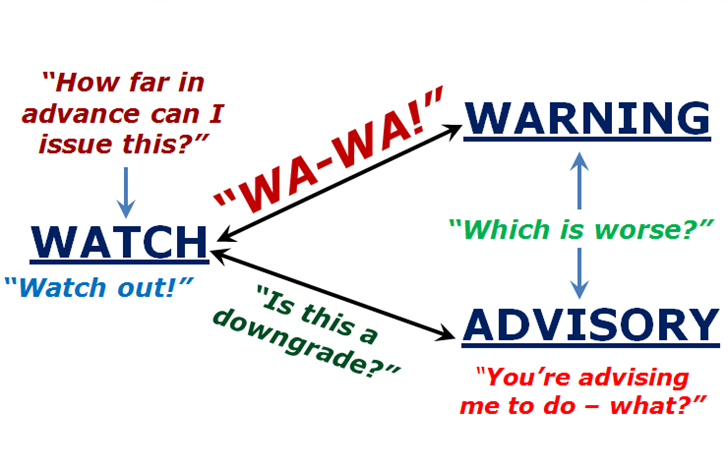 “How far in
advance can I
issue this?”
“WA-WA!”
WARNING
WATCH
“Watch out!”
“Which is worse?”
“Is this a
downgrade?”
ADVISORY
“You’re advising
me to do – what?”